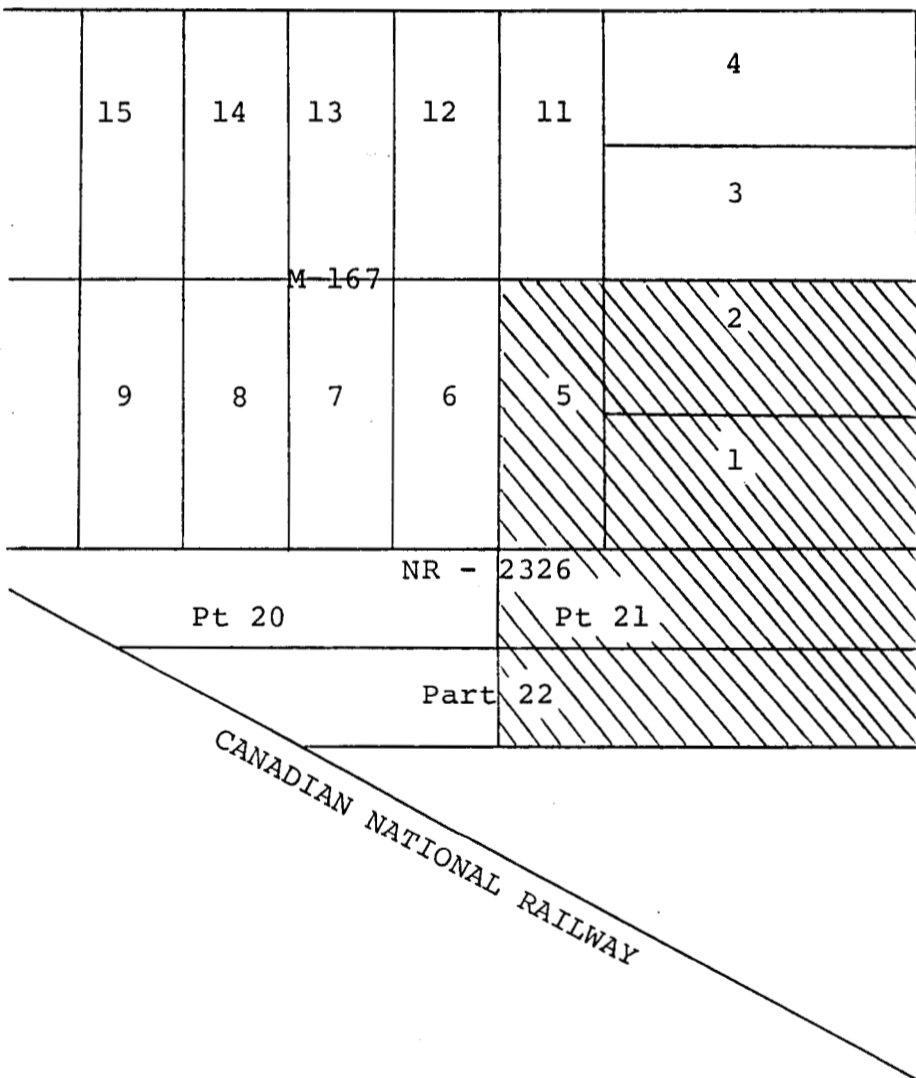 4
15 14 13 12 11
3
M-167
2
9 8 7 6 5
1
NR - 2326
Pt 20 Pt 21
Part 22
CANADIAN NATIONAL RAILWAY